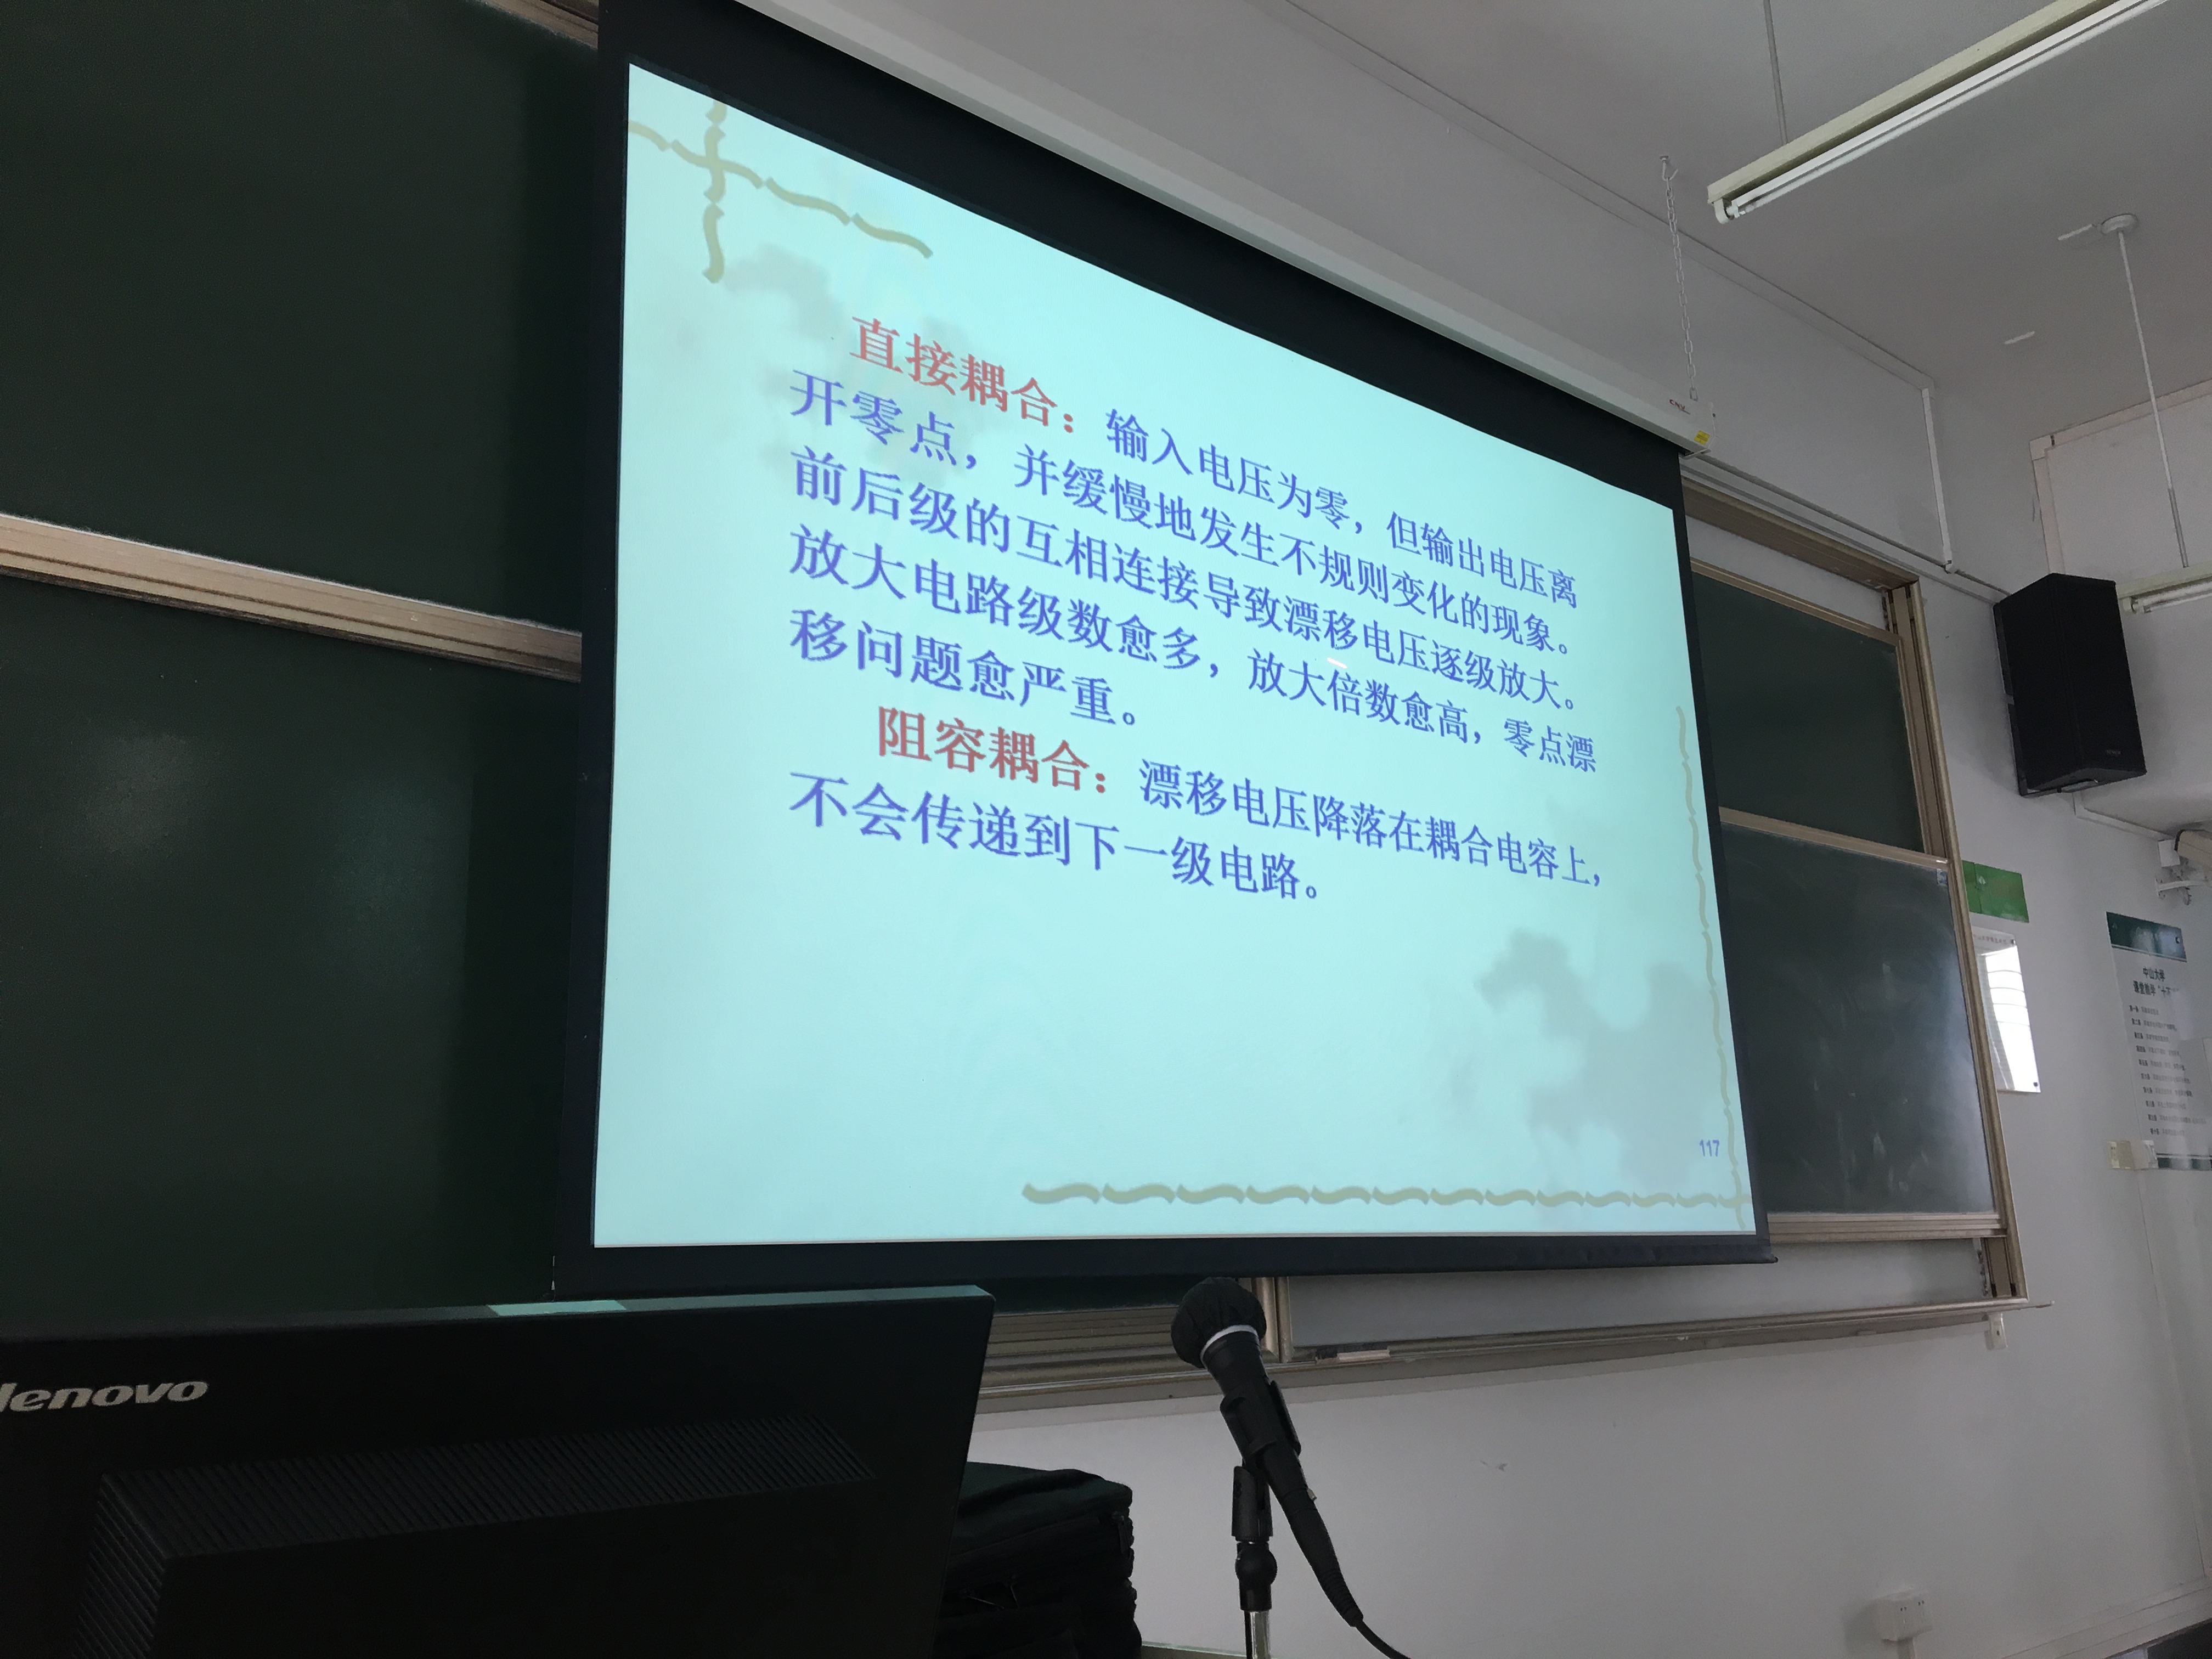 直接耦合：输入电压为零，但输出电压离
开零点，并缓慢地发生不规则变化的现象。
前后级的互相连接导致漂移电压逐级放大。
放大电路级数愈多，放大倍数愈高，零点漂
移问题愈严重。
阻容耦合：漂移电压降落在耦合电容上，
不会传递到下一级电路。
117
lenovo
中山大学